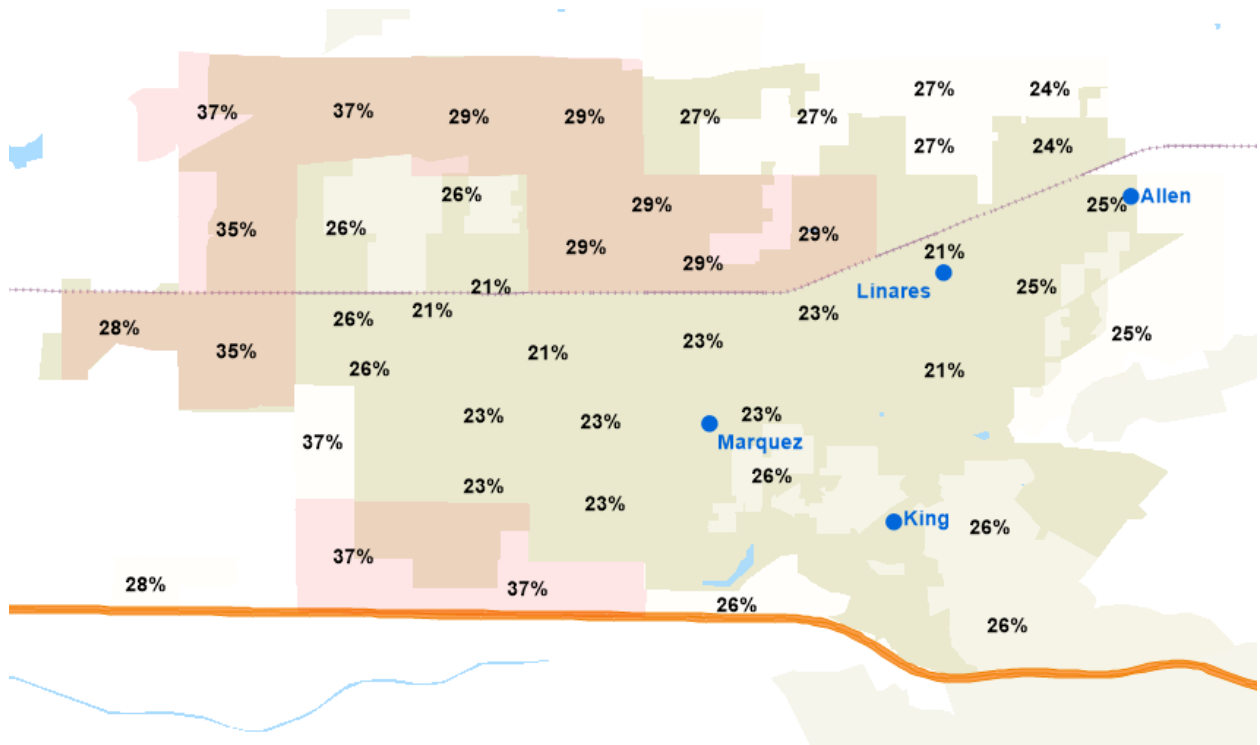 27% 24%
37% 37% 29% 29% 27% 27%
27% 24%
26% 25% Allen
35% 26% 29% 29%
29% 29% 21%
21% Linares 25%
28% 26% 21% 23%
35% 21% 23% 25%
26% 21%
23% 23% 23%
37% Marquez
23% 23% 26%
King 26%
37%
28% 37% 26%
26%